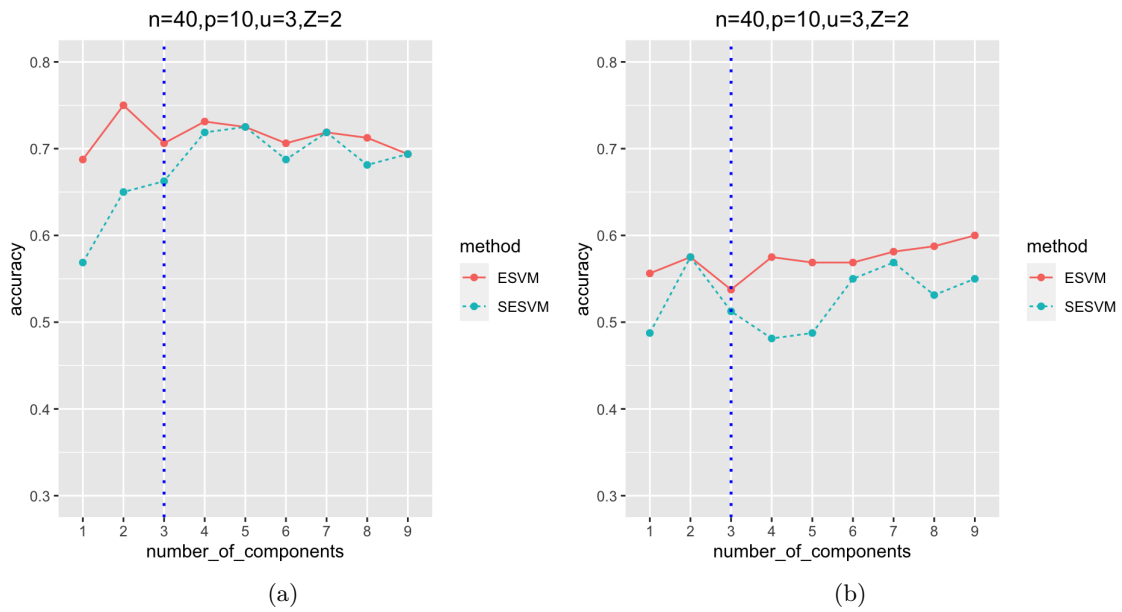 n=40,p=10,u=3,Z=2
accuracy
0.8
0.7
0.6
0.5
0.4
0.3
1 2 3 4 5 6 7 8 9
number_of_components
method
ESVM
SESVM
(a)
n=40,p=10,u=3,Z=2
accuracy
0.8
0.7
0.6
0.5
0.4
0.3
1 2 3 4 5 6 7 8 9
number_of_components
method
ESVM
SESVM
(b)